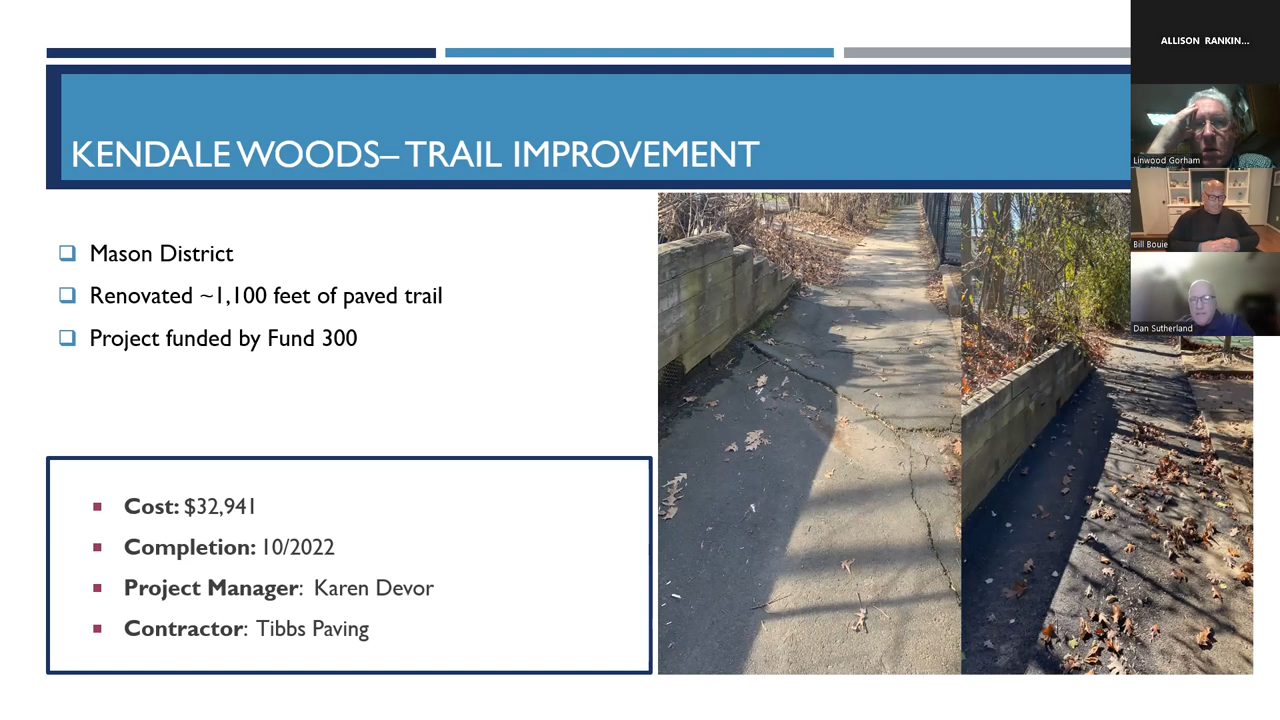 ALLISON RANKIN...
KENDALE WOODS– TRAIL IMPROVEMENT
Linwood Gorham
Bill Bouie
Dan Sutherland
Mason District
Renovated ~1,100 feet of paved trail
Project funded by Fund 300
Cost: $32,941
Completion: 10/2022
Project Manager: Karen Devor
Contractor: Tibbs Paving